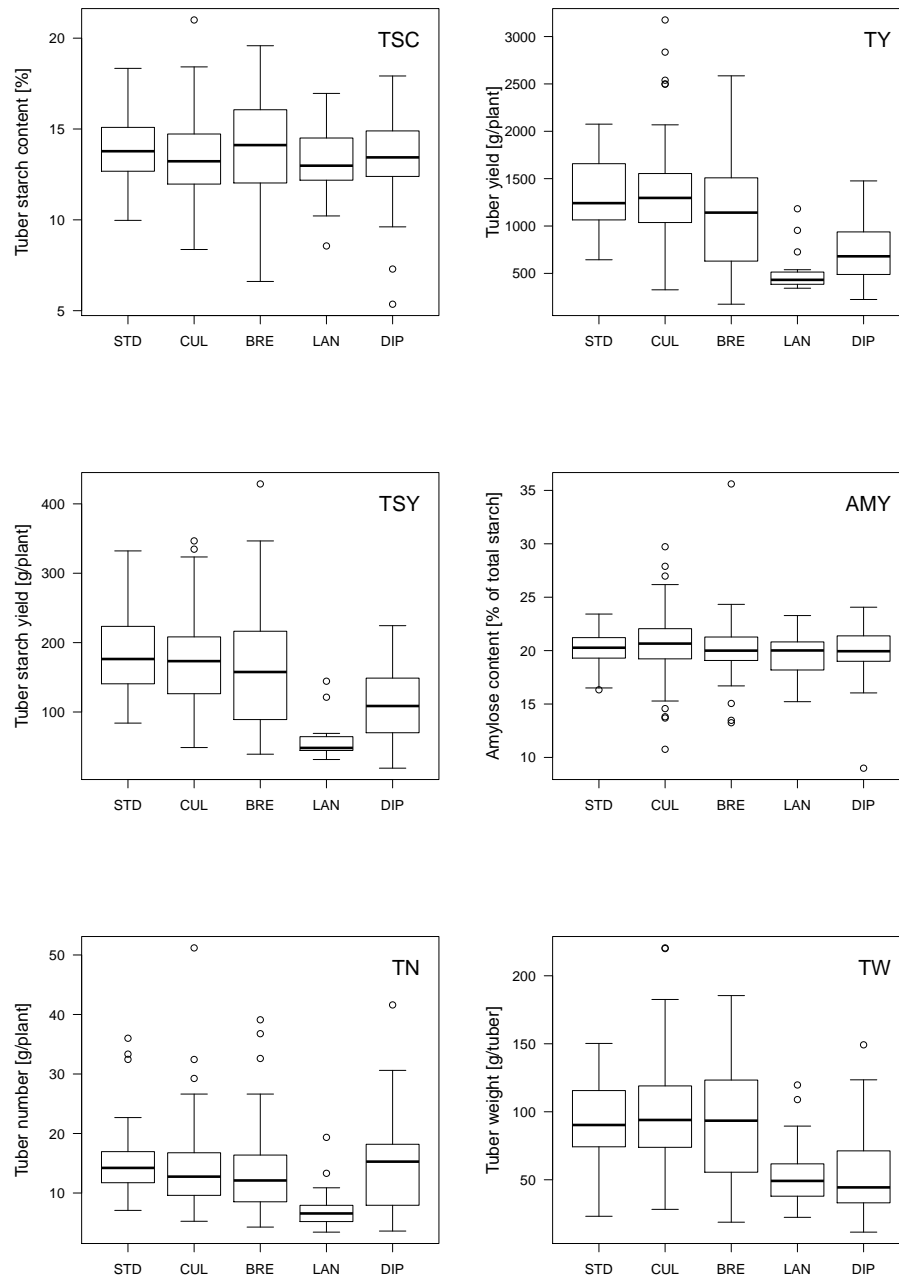 TSC
Tuber starch content [%]
20
15
10
5
STD CUL BRE LAN DIP
TY
Tuber yield [g/plant]
3000
2500
2000
1500
1000
500
STD CUL BRE LAN DIP
TSY
Tuber starch yield [g/plant]
400
300
200
100
STD CUL BRE LAN DIP
AMY
Amylose content [% of total starch]
35
30
25
20
15
10
STD CUL BRE LAN DIP
TN
Tuber number [g/plant]
50
40
30
20
10
STD CUL BRE LAN DIP
TW
Tuber weight [g/tuber]
200
150
100
50
STD CUL BRE LAN DIP